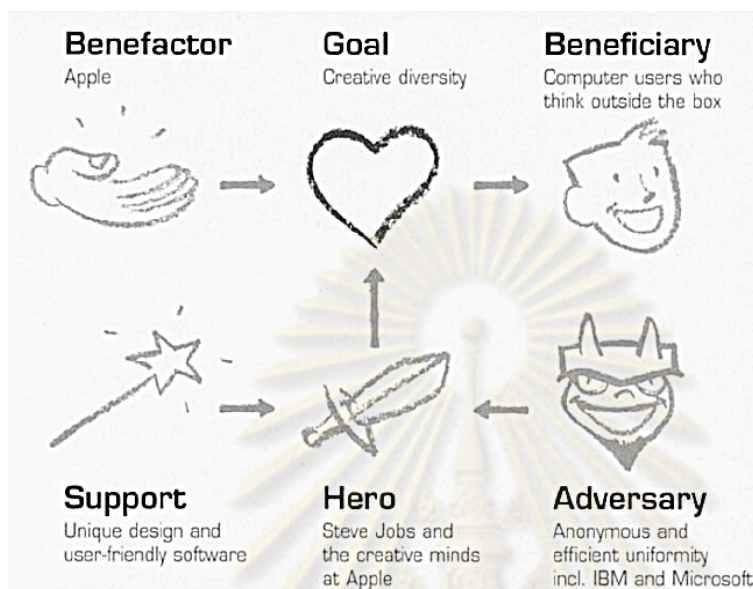 Benefactor
Apple
Goal
Creative diversity
Beneficiary
Computer users who
think outside the box
Support
Unique design and
user-friendly software
Hero
Steve Jobs and
the creative minds
at Apple
Adversary
Anonymous and
efficient uniformity
incl. IBM and Microsoft